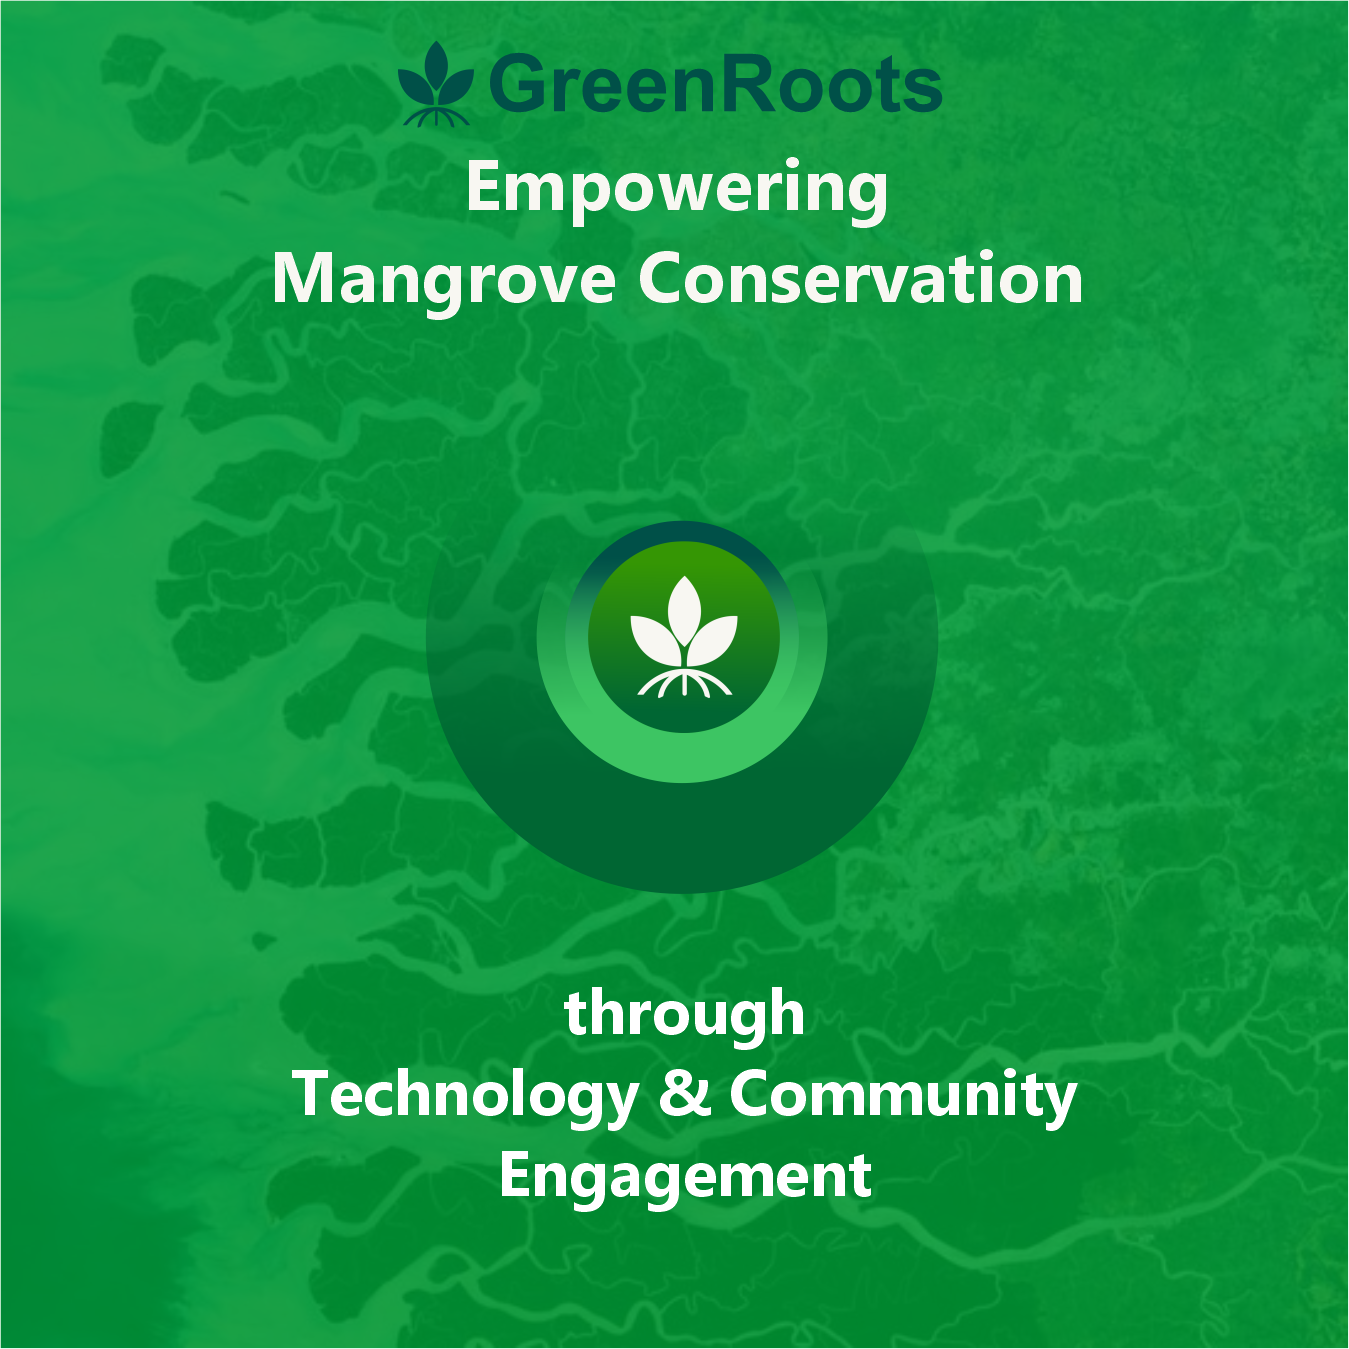 GreenRoots
Empowering
Mangrove Conservation
through
Technology & Community
Engagement